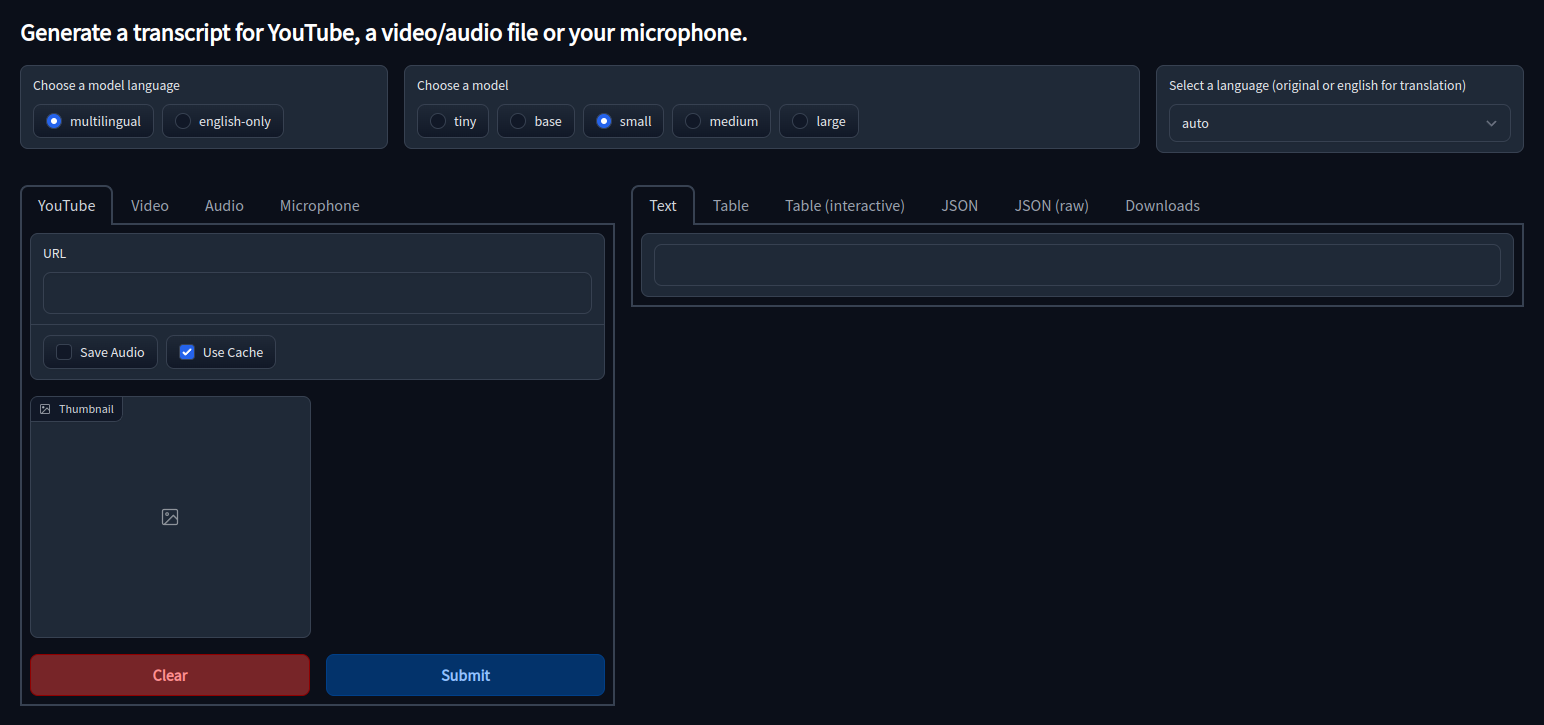 Generate a transcript for YouTube, a video/audio file or your microphone.
Choose a model language
multilingual english-only
Choose a model
tiny base small medium large
Select a language (original or english for translation)
auto
YouTube Video Audio Microphone
URL
Save Audio Use Cache
Thumbnail
Clear Submit
Text Table Table (interactive) JSON JSON (raw) Downloads